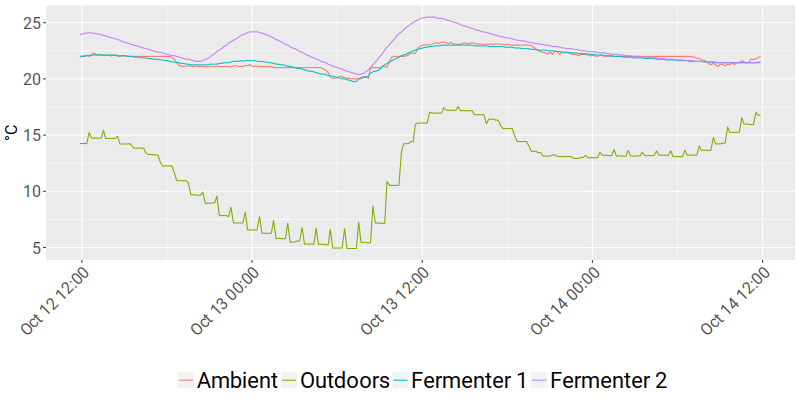 25
20
15
10
5
°C
Oct 12 12:00
Oct 13 00:00
Oct 13 12:00
Oct 14 00:00
Oct 14 12:00
Ambient Outdoors Fermenter 1 Fermenter 2